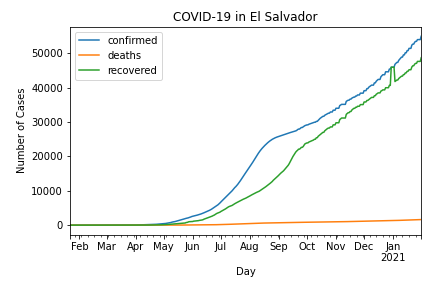 COVID-19 in El Salvador
confirmed
deaths
recovered
Number of Cases
50000
40000
30000
20000
10000
0
Feb Mar Apr May Jun Jul Aug Sep Oct Nov Dec Jan
2021
Day